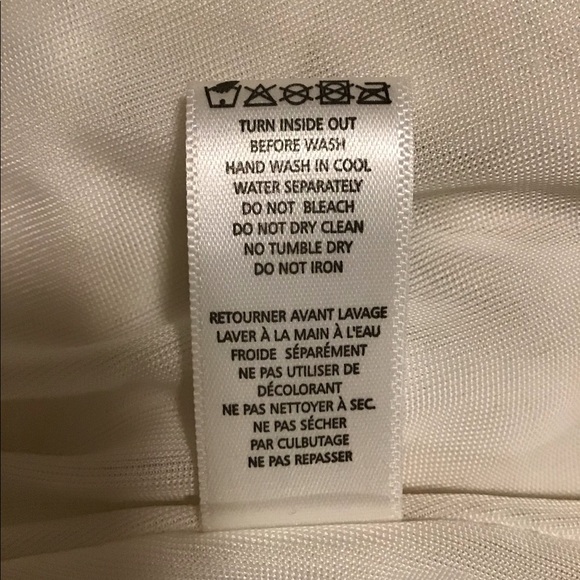 TURN INSIDE OUT
BEFORE WASH
HAND WASH IN COOL
WATER SEPARATELY
DO NOT BLEACH
DO NOT DRY CLEAN
NO TUMBLE DRY
DO NOT IRON
RETOURNER AVANT LAVAGE
LAVER À LA MAIN À L'EAU
FROIDE SÉPARÉMENT
NE PAS UTILISER DE
DÉCOLORANT
NE PAS NETTOYER À SEC.
NE PAS SÉCHER
PAR CULBUTAGE
NE PAS REPASSER